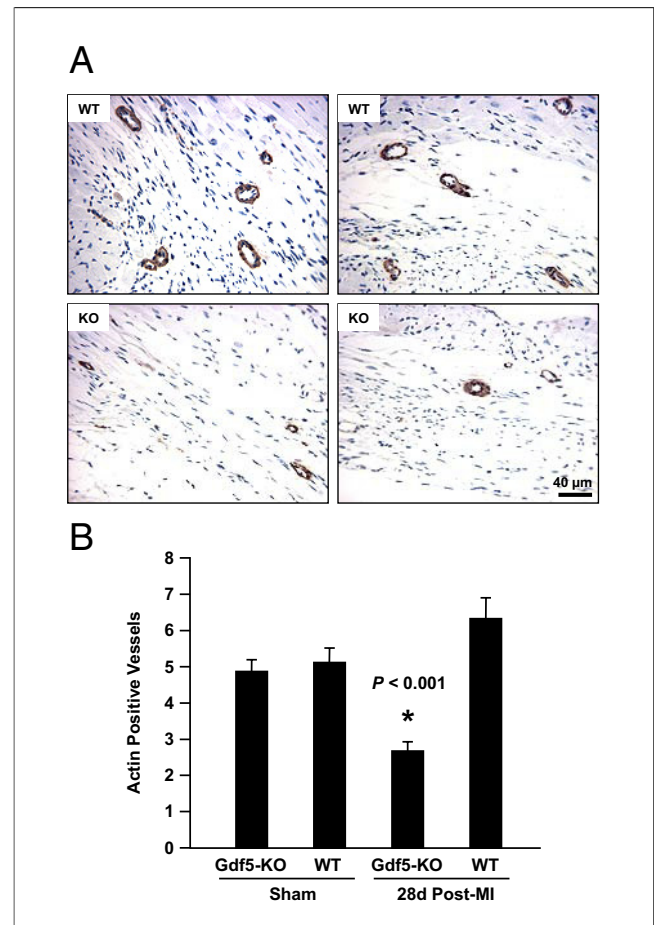 A
WT
WT
KO
KO
40 µm
B
8
7
6
5
4
3
2
1
0
Actin Positive Vessels
P < 0.001
*
Gdf5-KO WT Gdf5-KO WT
Sham 28d Post-MI